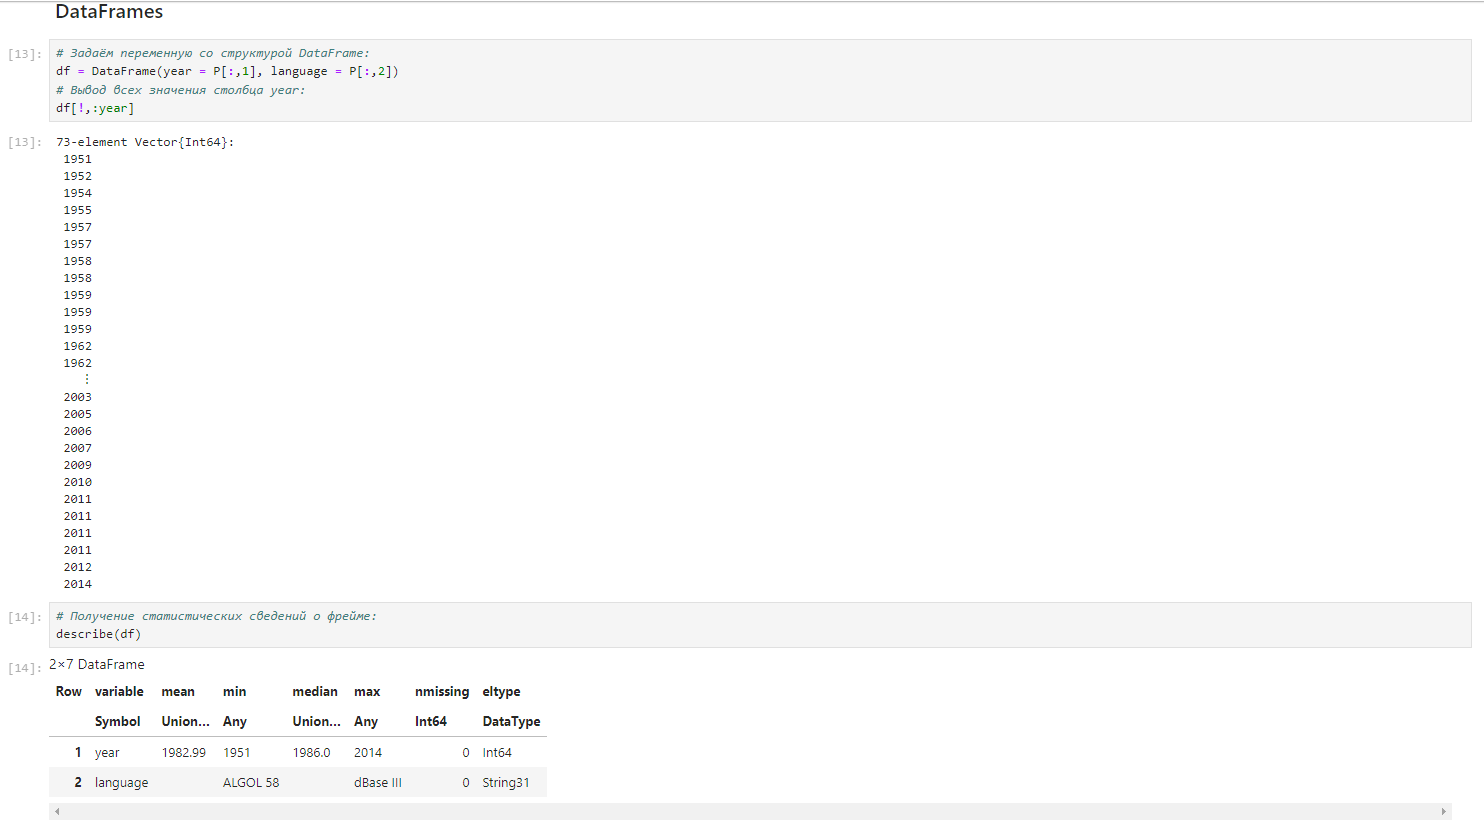 DataFrames
[13]: # Задаём переменную со структурой DataFrame:
df = DataFrame(year = P[:,1], language = P[:,2])
# Вывод всех значения столбца year:
df[!,:year]
[13]: 73-element Vector{Int64}:
1951
1952
1954
1955
1957
1957
1958
1958
1959
1959
1959
1962
1962
⋮
2003
2005
2006
2007
2009
2010
2011
2011
2011
2011
2012
2014
[14]: # Получение статистических сведений о фрейме:
describe(df)
[14]: 2×7 DataFrame
Row variable mean min median max nmissing eltype
Symbol Union… Any Union… Any Int64 DataType
1 year 1982.99 1951 1986.0 2014 0 Int64
2 language ALGOL 58 dBase III 0 String31